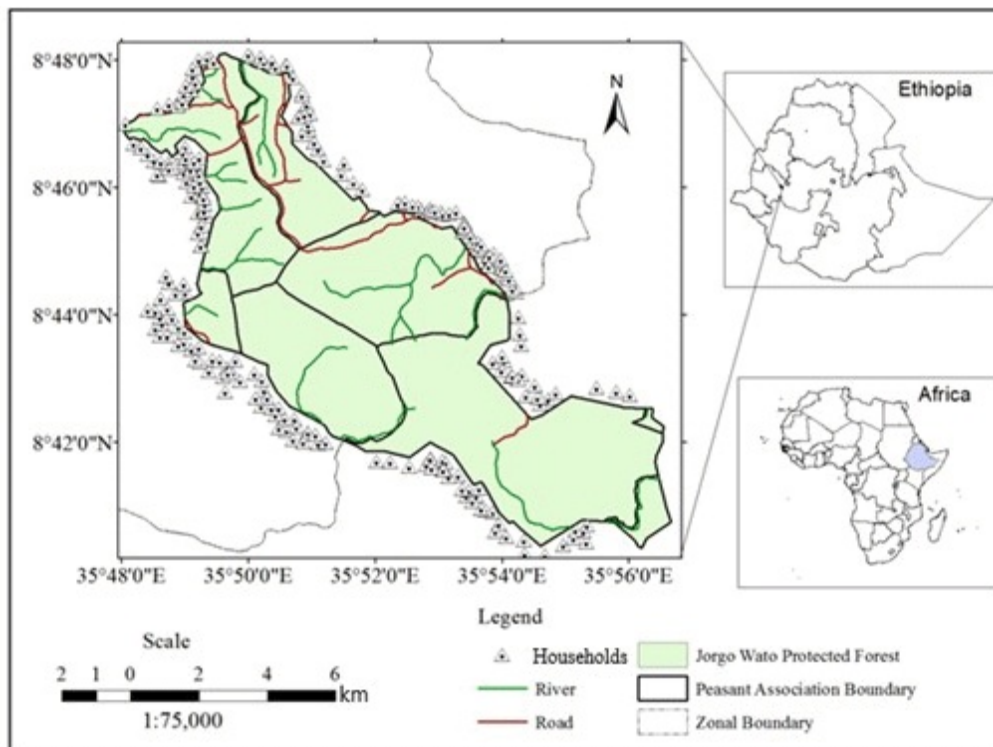 N
Ethiopia
Africa
8°48'0"N
8°46'0"N
8°44'0"N
8°42'0"N
35°48'0"E 35°50'0"E 35°52'0"E 35°54'0"E 35°56'0"E
Legend
Scale
2 1 0 2 4 6 km
1:75,000
Households
River
Road
Jorgo Wato Protected Forest
Peasant Association Boundary
Zonal Boundary